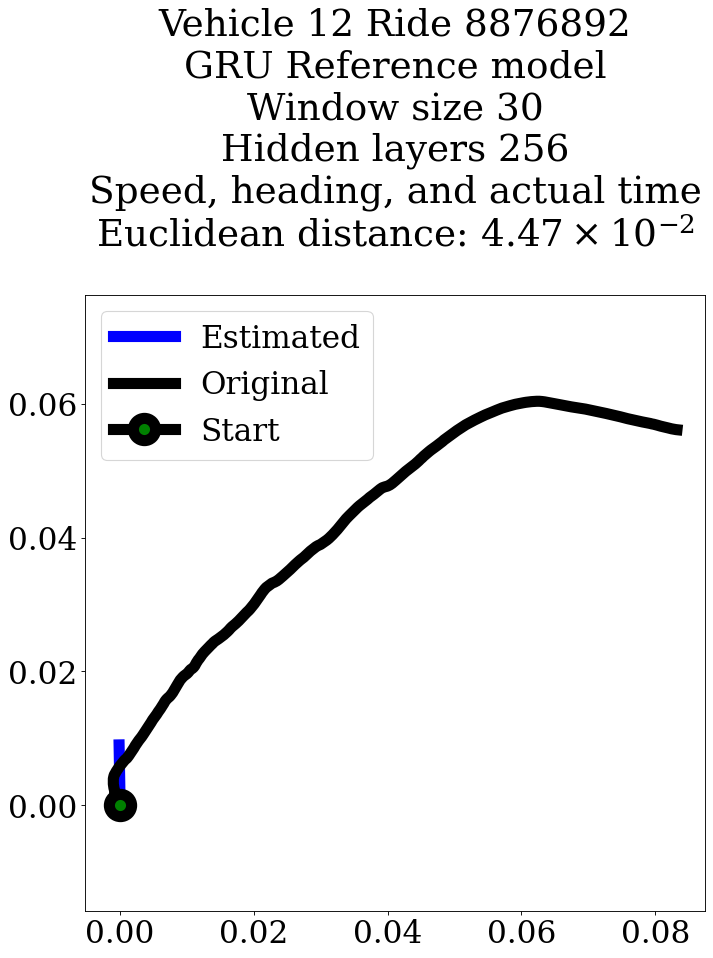 Vehicle 12 Ride 8876892
GRU Reference model
Window size 30
Hidden layers 256
Speed, heading, and actual time
Euclidean distance: 4.47 × 10⁻²
Estimated
Original
Start
0.06
0.04
0.02
0.00
0.00 0.02 0.04 0.06 0.08